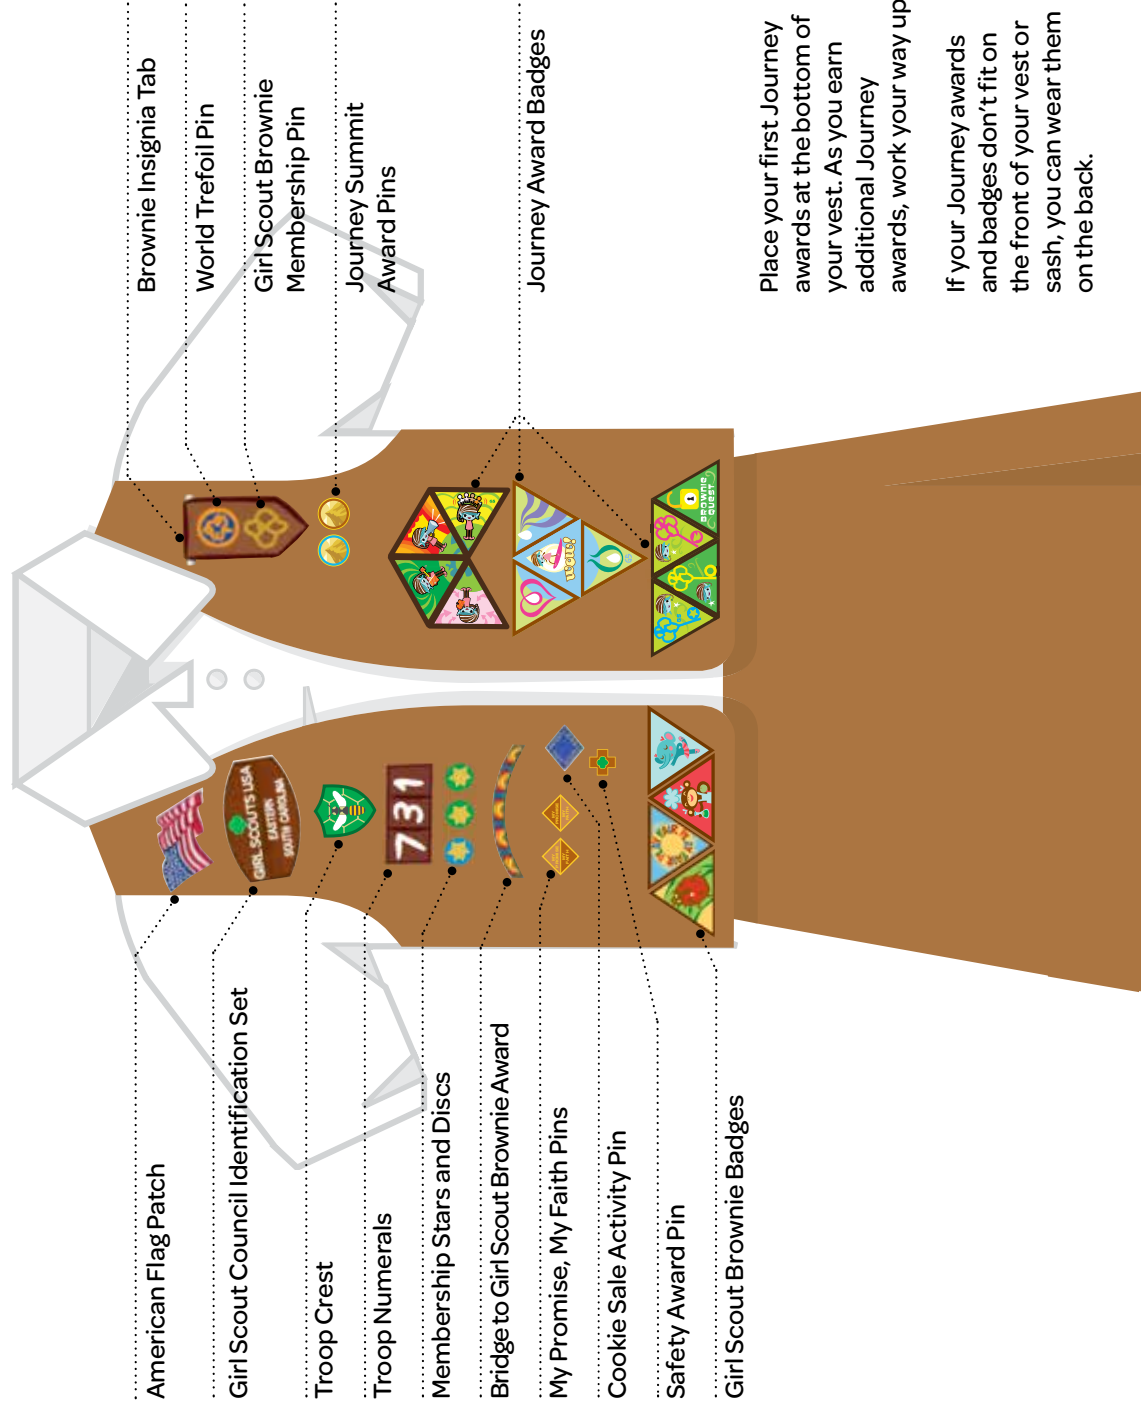 American Flag Patch
Girl Scout Council Identification Set
Troop Crest
Troop Numerals
Membership Stars and Discs
Bridge to Girl Scout Brownie Award
My Promise, My Faith Pins
Cookie Sale Activity Pin
Safety Award Pin
Girl Scout Brownie Badges
GIRL SCOUTS USA
EASTERN
SOUTH CAROLINA
731
Brownie Insignia Tab
World Trefoil Pin
Girl Scout Brownie
Membership Pin
Journey Summit
Award Pins
Journey Award Badges
BROWNIE
QUEST
Place your first Journey
awards at the bottom of
your vest. As you earn
additional Journey
awards, work your way up
If your Journey awards
and badges don't fit on
the front of your vest or
sash, you can wear them
on the back.